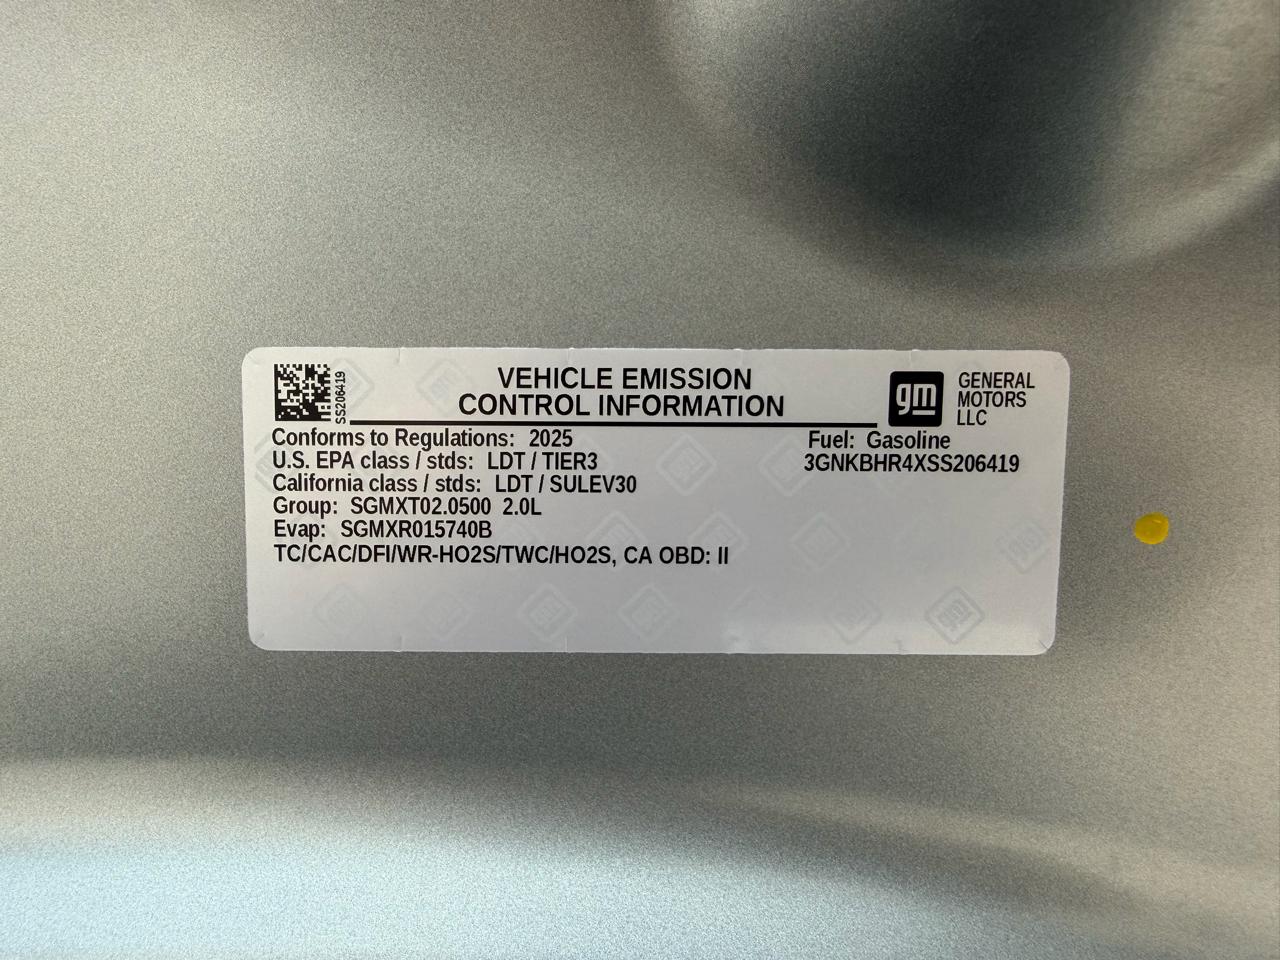 SS206419
VEHICLE EMISSION
CONTROL INFORMATION
gm
GENERAL
MOTORS
LLC
Conforms to Regulations: 2025
U.S. EPA class / stds: LDT / TIER3
California class / stds: LDT / SULEV30
Group: SGMXT02.0500 2.0L
Evap: SGMXR015740B
TC/CAC/DFI/WR-HO2S/TWC/HO2S, CA OBD: II
Fuel: Gasoline
3GNKBHR4XSS206419